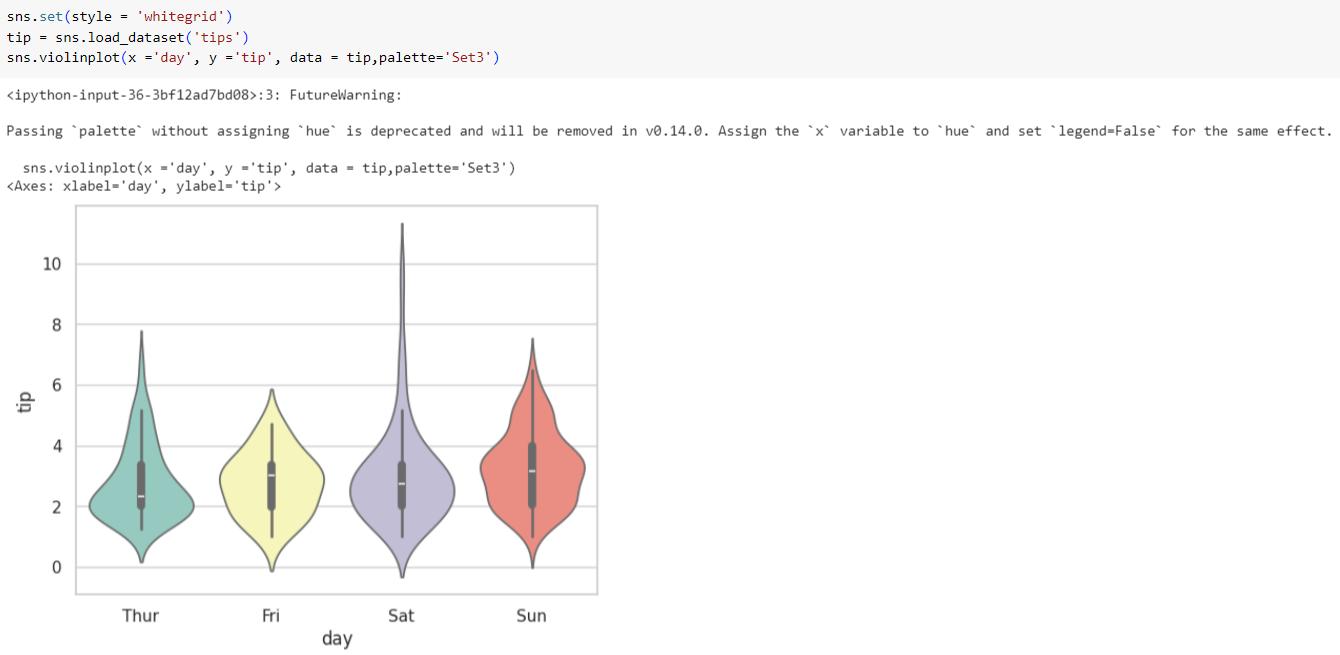 sns.set(style = 'whitegrid')
tip = sns.load_dataset('tips')
sns.violinplot(x ='day', y ='tip', data = tip,palette='Set3')
<ipython-input-36-3bf12ad7bd08>:3: FutureWarning:
Passing `palette` without assigning `hue` is deprecated and will be removed in v0.14.0. Assign the `x` variable to `hue` and set `legend=False` for the same effect.
sns.violinplot(x ='day', y ='tip', data = tip,palette='Set3')
<Axes: xlabel='day', ylabel='tip'>
10
8
6
tip
4
2
0
Thur Fri Sat Sun
day